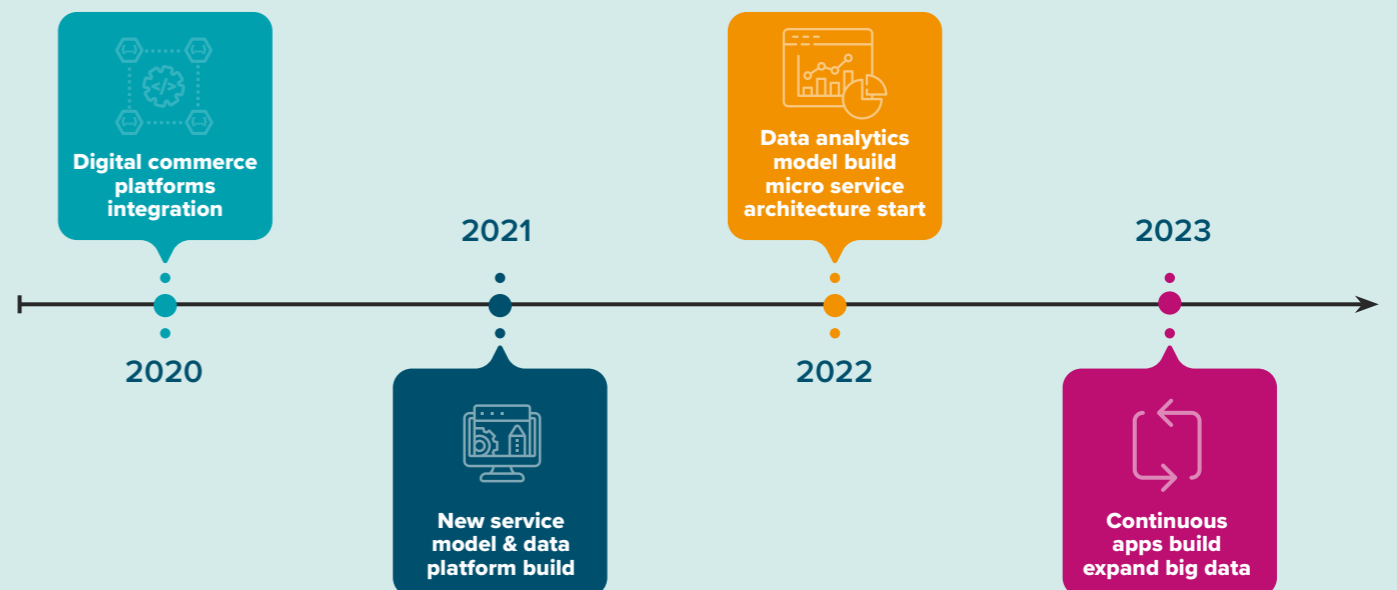 Digital commerce
platforms
integration
2020
2021
New service
model & data
platform build
Data analytics
model build
micro service
architecture start
2022
2023
Continuous
apps build
expand big data